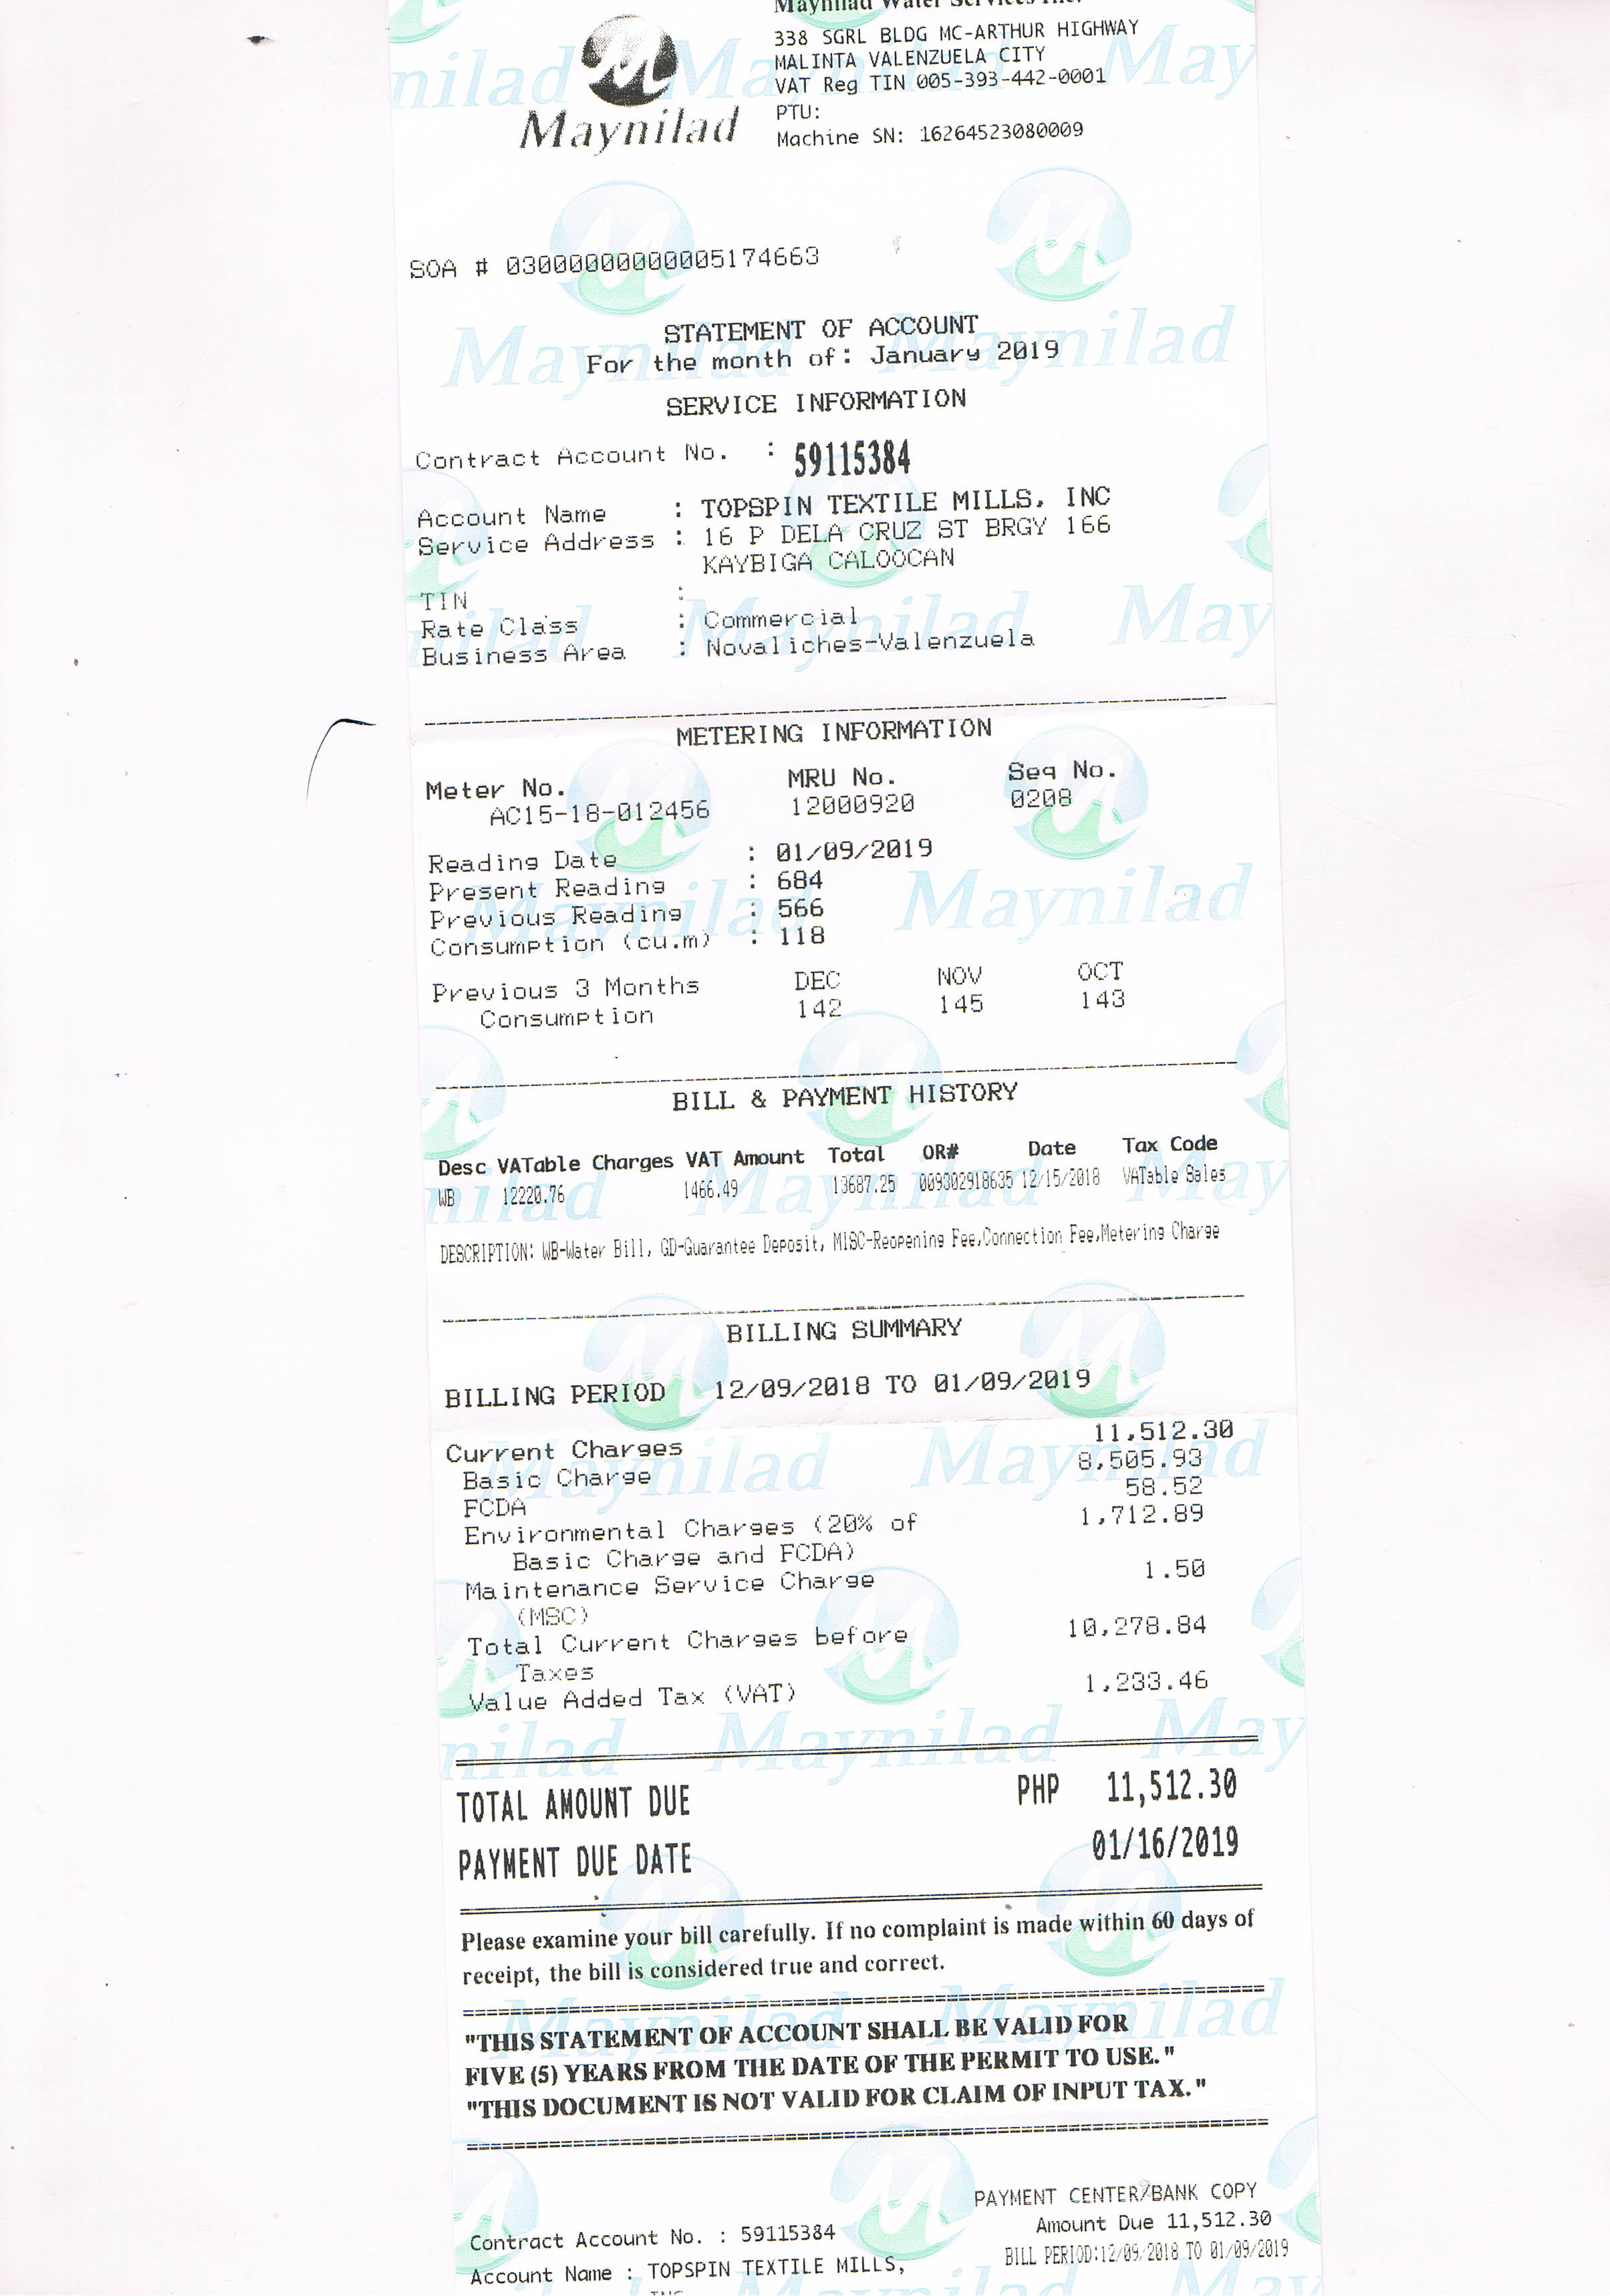 Maynilad Water Services Inc.
338 SGRL BLDG MC-ARTHUR HIGHWAY
MALINTA VALENZUELA CITY
VAT Reg TIN 005-393-442-0001
PTU:
Machine SN: 16264523080009
Maynilad
SOA # 03000000000005174663
STATEMENT OF ACCOUNT
For the month of: January 2019
SERVICE INFORMATION
Contract Account No. : 59115384
Account Name : TOPSPIN TEXTILE MILLS, INC
Service Address : 16 P DELA CRUZ ST BRGY 166
KAYBIGA CALOOCAN
TIN :
Rate Class : Commercial
Business Area : Novaliches-Valenzuela
METERING INFORMATION
Meter No. MRU No. Seq No.
AC15-18-012456 12000920 0208
Reading Date : 01/09/2019
Present Reading : 684
Previous Reading : 566
Consumption (cu.m) : 118
Previous 3 Months DEC NOV OCT
Consumption 142 145 143
BILL & PAYMENT HISTORY
Desc VATable Charges VAT Amount Total OR# Date Tax Code
WB 12220.76 1466.49 13687.25 009302918635 12/15/2018 VATable Sales
DESCRIPTION: WB-Water Bill, GD-Guarantee Deposit, MISC-Reopening Fee,Connection Fee,Metering Charge
BILLING SUMMARY
BILLING PERIOD 12/09/2018 TO 01/09/2019
Current Charges 11,512.30
Basic Charge 8,505.93
FCDA 58.52
Environmental Charges (20% of 1,712.89
Basic Charge and FCDA)
Maintenance Service Charge 1.50
(MSC)
Total Current Charges before 10,278.84
Taxes
Value Added Tax (VAT) 1,233.46
TOTAL AMOUNT DUE PHP 11,512.30
PAYMENT DUE DATE 01/16/2019
Please examine your bill carefully. If no complaint is made within 60 days of
receipt, the bill is considered true and correct.
"THIS STATEMENT OF ACCOUNT SHALL BE VALID FOR
FIVE (5) YEARS FROM THE DATE OF THE PERMIT TO USE."
"THIS DOCUMENT IS NOT VALID FOR CLAIM OF INPUT TAX."
PAYMENT CENTER/BANK COPY
Contract Account No. : 59115384 Amount Due 11,512.30
Account Name : TOPSPIN TEXTILE MILLS, BILL PERIOD:12/09/2018 TO 01/09/2019